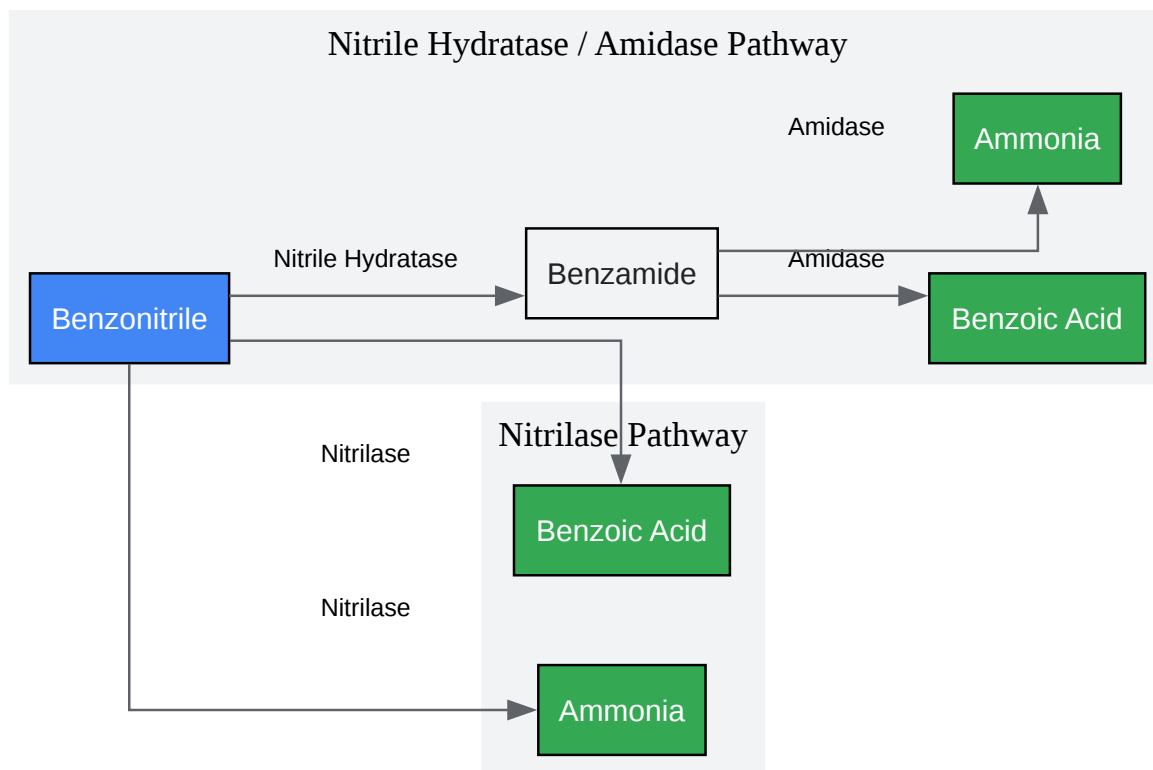 Nitrile Hydratase / Amidase Pathway
Amidase
Ammonia
Nitrile Hydratase
Benzamide
Amidase
Benzonitrile
Benzoic Acid
Nitrilase Pathway
Nitrilase
Benzoic Acid
Nitrilase
Ammonia